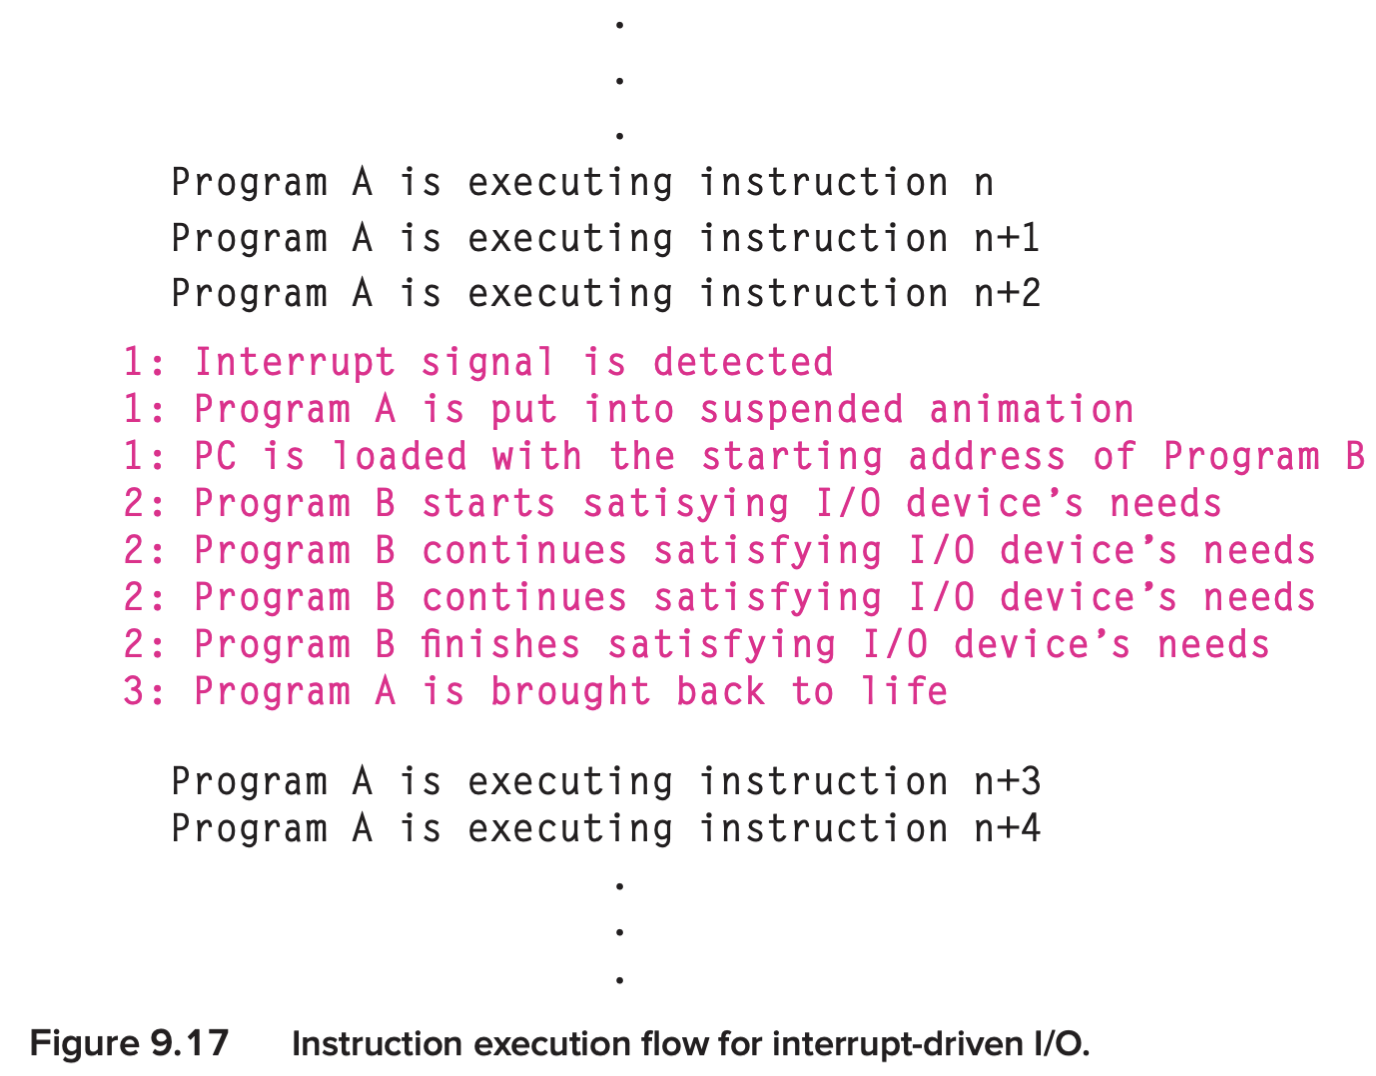 .
.
.
Program A is executing instruction n
Program A is executing instruction n+1
Program A is executing instruction n+2
1: Interrupt signal is detected
1: Program A is put into suspended animation
1: PC is loaded with the starting address of Program B
2: Program B starts satisying I/O device’s needs
2: Program B continues satisfying I/O device’s needs
2: Program B continues satisfying I/O device’s needs
2: Program B finishes satisfying I/O device’s needs
3: Program A is brought back to life
Program A is executing instruction n+3
Program A is executing instruction n+4
.
.
.
Figure 9.17 Instruction execution flow for interrupt-driven I/O.